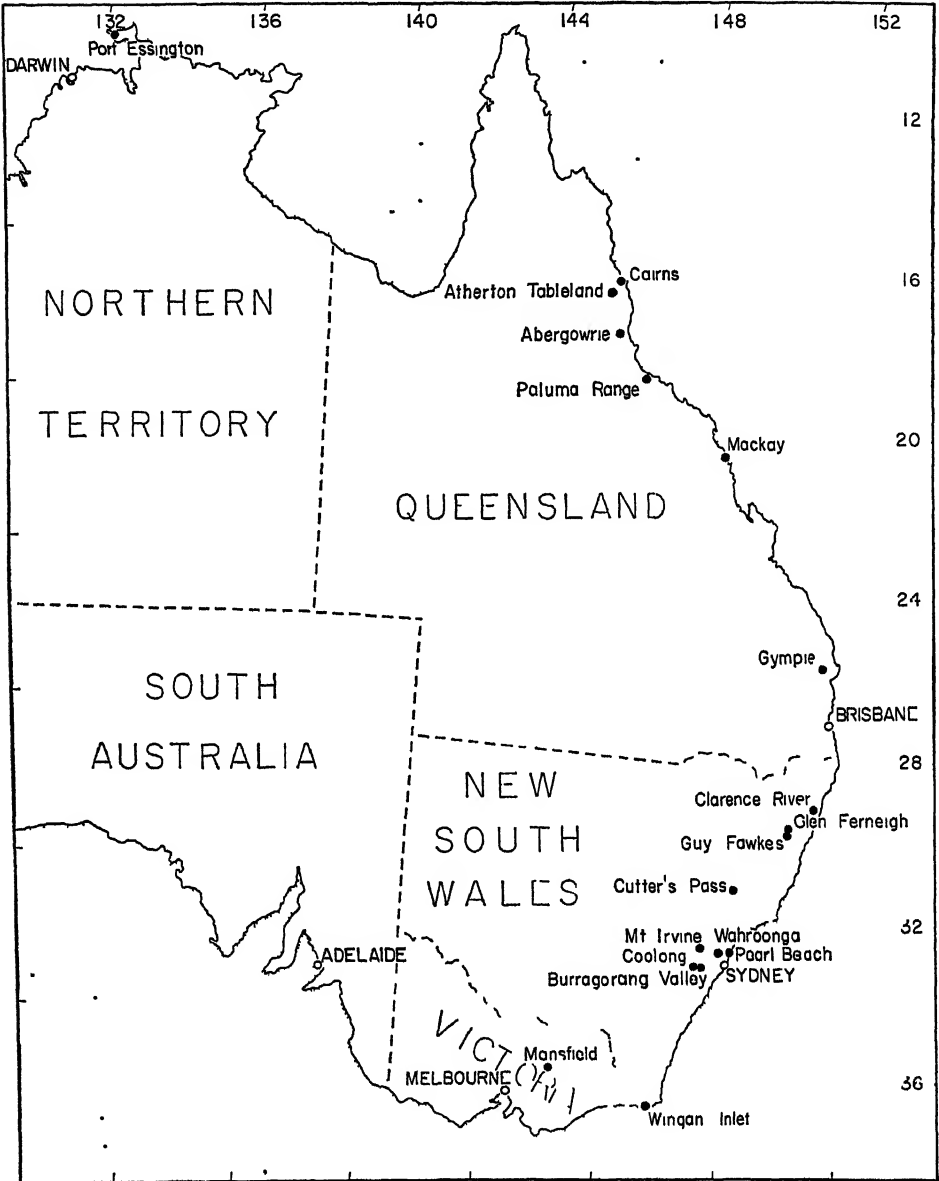 132 136 140 144 148 152
Port Essington
DARWIN
12
Cairns
16
Atherton Tableland
NORTHERN
Abergowrie
Paluma Range
TERRITORY
20
Mackay
QUEENSLAND
24
Gympie
SOUTH
BRISBANE
AUSTRALIA
28
NEW
Clarence River
Glen Ferneigh
SOUTH
Guy Fawkes
Cutter's Pass
WALES
32
Mt Irvine Wahroonga
ADELAIDE
Coolong Pearl Beach
Burragorang Valley SYDNEY
VICTORIA
Mansfield
MELBOURNE
36
Wingan Inlet